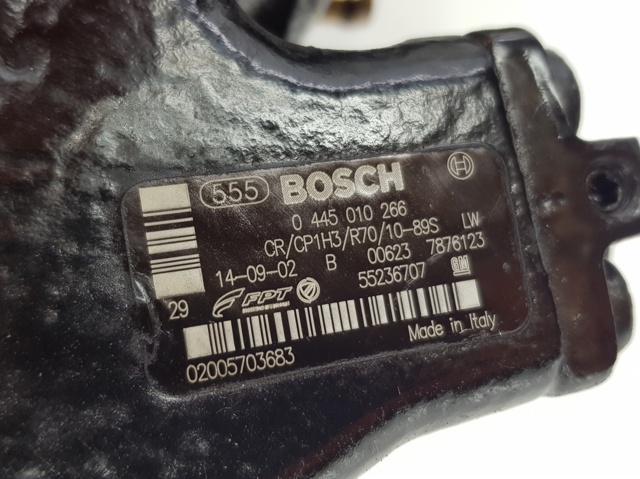 555 BOSCH
0 445 010 266
CR/CP1H3/R70/10-89S LW
14-09-02 B 00623 7876123
29 FPT 55236707 GM
02005703683 Made in Italy